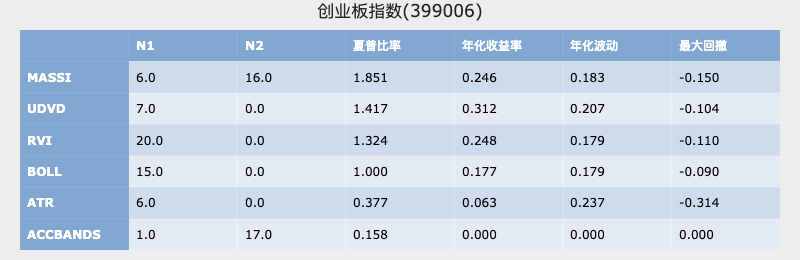 创业板指数(399006)
N1 N2 夏普比率 年化收益率 年化波动 最大回撤
MASSI 6.0 16.0 1.851 0.246 0.183 -0.150
UDVD 7.0 0.0 1.417 0.312 0.207 -0.104
RVI 20.0 0.0 1.324 0.248 0.179 -0.110
BOLL 15.0 0.0 1.000 0.177 0.179 -0.090
ATR 6.0 0.0 0.377 0.063 0.237 -0.314
ACCBANDS 1.0 17.0 0.158 0.000 0.000 0.000